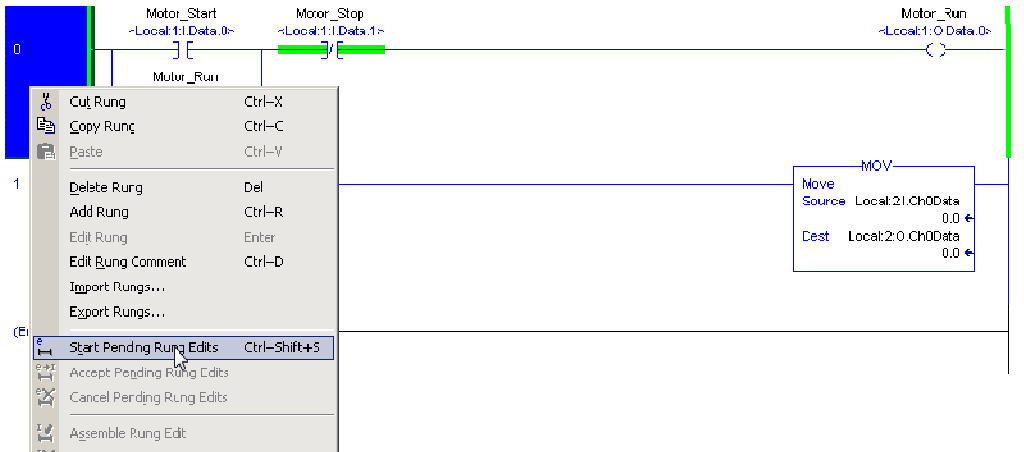 Motor_Start
Motor_Stop
Motor_Run
<Local:1:I.Data.0>
<Local:1:I.Data.1>
<Local:1:O.Data.0>
0
Motor_Run
Cut Rung Ctrl-X
Copy Rung Ctrl-C
Paste Ctrl-V
Delete Rung Del
Add Rung Ctrl-R
Edit Rung Enter
Edit Rung Comment Ctrl-D
Import Rungs...
Export Rungs...
Start Pending Rung Edits Ctrl-Shift+S
Accept Pending Rung Edits
Cancel Pending Rung Edits
Assemble Rung Edit
1
MOV
Move
Source Local:2:I.Ch0Data
0.0
Dest Local:2:O.Ch0Data
0.0